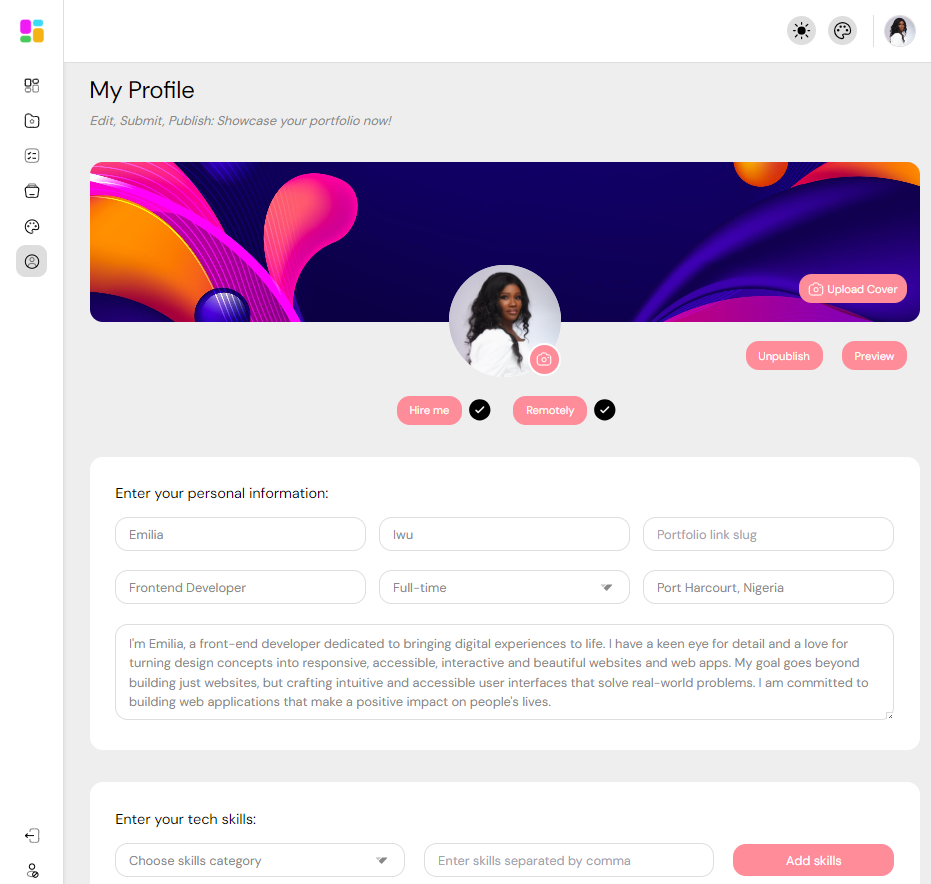 My Profile
Edit, Submit, Publish: Showcase your portfolio now!
Upload Cover
Unpublish
Preview
Hire me
Remotely
Enter your personal information:
Emilia
Iwu
Portfolio link slug
Frontend Developer
Full-time
Port Harcourt, Nigeria
I'm Emilia, a front-end developer dedicated to bringing digital experiences to life. I have a keen eye for detail and a love for
turning design concepts into responsive, accessible, interactive and beautiful websites and web apps. My goal goes beyond
building just websites, but crafting intuitive and accessible user interfaces that solve real-world problems. I am committed to
building web applications that make a positive impact on people's lives.
Enter your tech skills:
Choose skills category
Enter skills separated by comma
Add skills